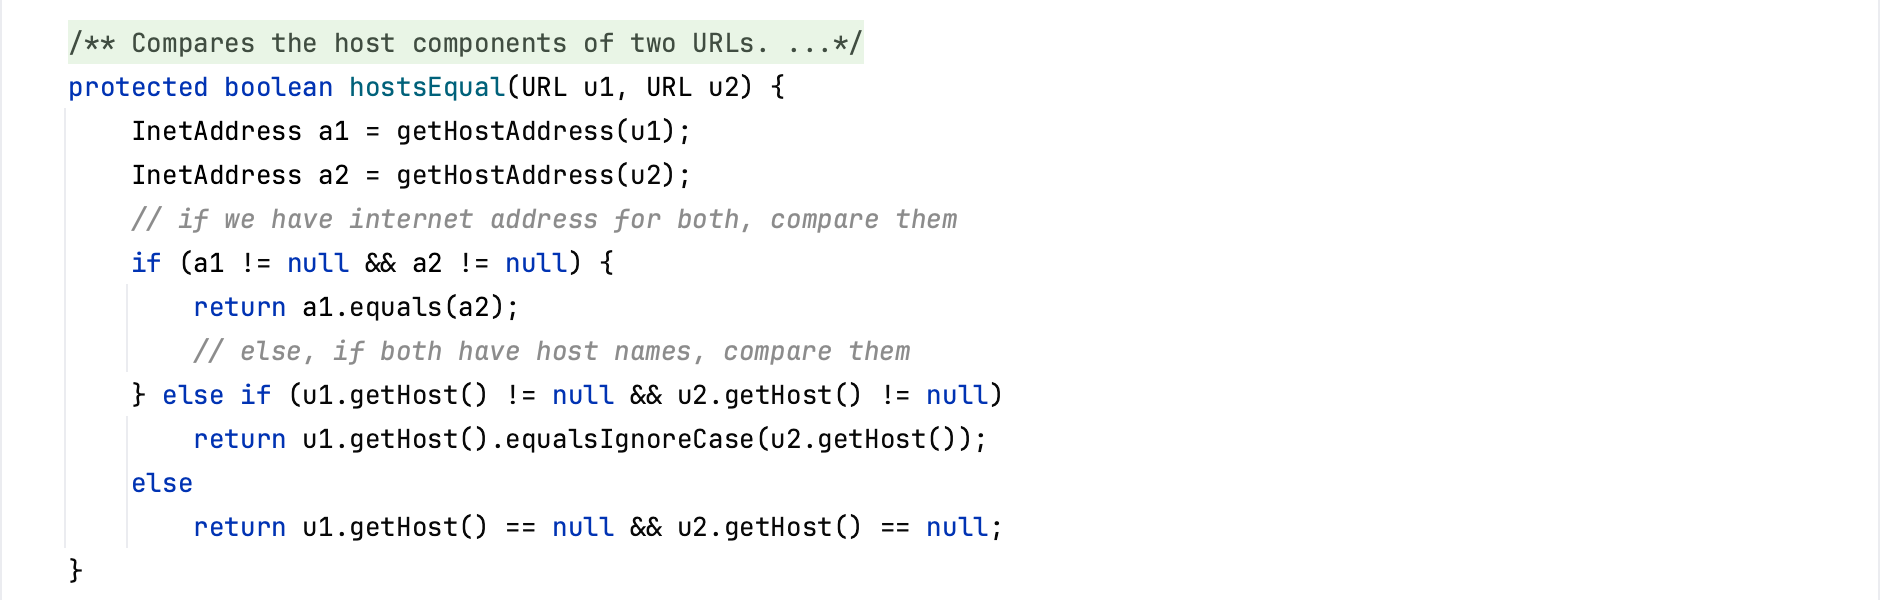 /** Compares the host components of two URLs. ...*/
protected boolean hostsEqual(URL u1, URL u2) {
    InetAddress a1 = getHostAddress(u1);
    InetAddress a2 = getHostAddress(u2);
    // if we have internet address for both, compare them
    if (a1 != null && a2 != null) {
        return a1.equals(a2);
        // else, if both have host names, compare them
    } else if (u1.getHost() != null && u2.getHost() != null)
        return u1.getHost().equalsIgnoreCase(u2.getHost());
    else
        return u1.getHost() == null && u2.getHost() == null;
}